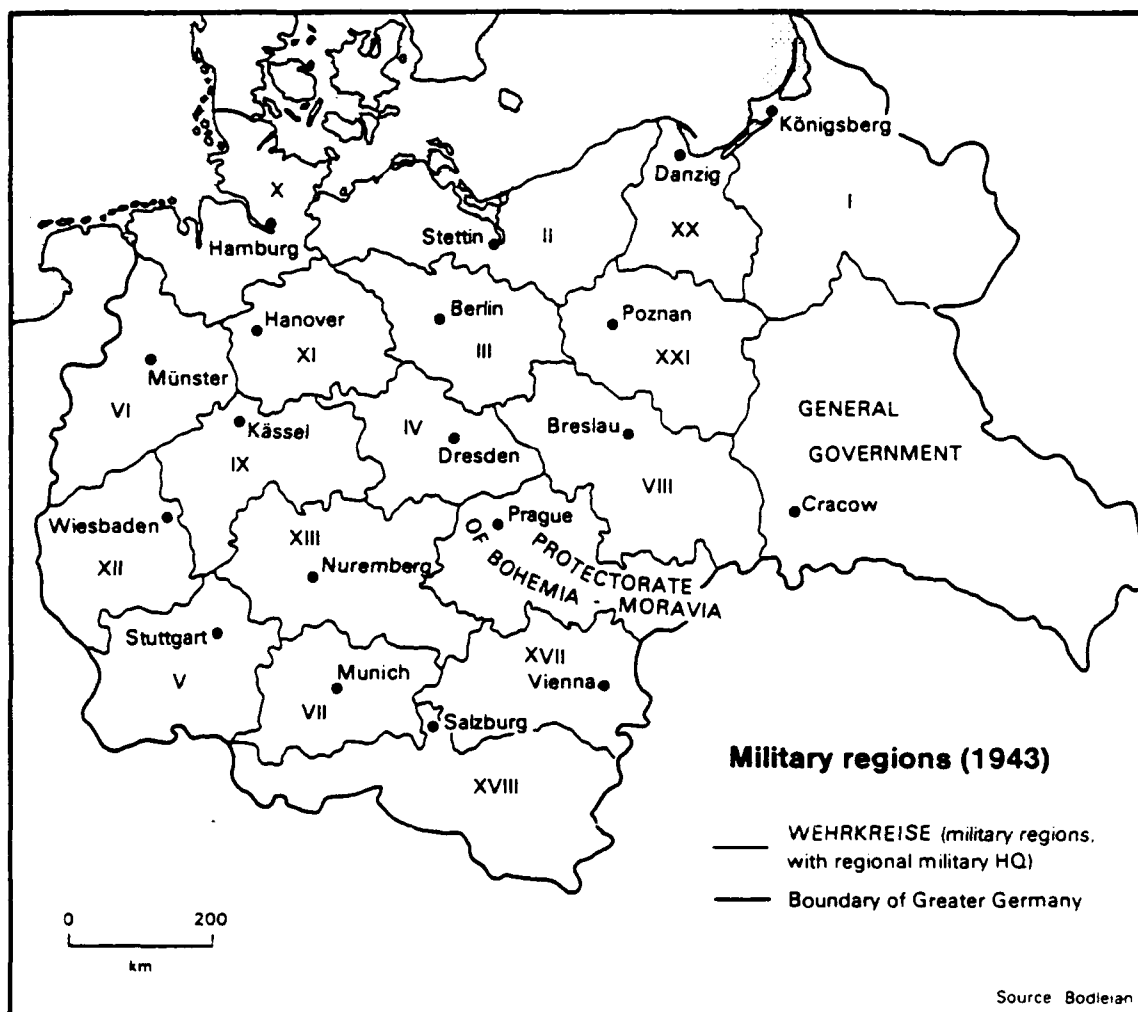 Königsberg
Danzig
I
X
XX
II
Hamburg
Stettin
Hanover
Berlin
Poznan
XI
III
XXI
Münster
VI
GENERAL
GOVERNMENT
Kässel
IV
Breslau
Dresden
IX
VIII
Cracow
Wiesbaden
Prague
XIII
PROTECTORATE
OF BOHEMIA - MORAVIA
XII
Nuremberg
Stuttgart
XVII
V
Munich
Vienna
VII
Salzburg
XVIII
Military regions (1943)
WEHRKREISE (military regions,
with regional military HQ)
Boundary of Greater Germany
0 200
km
Source Bodleian